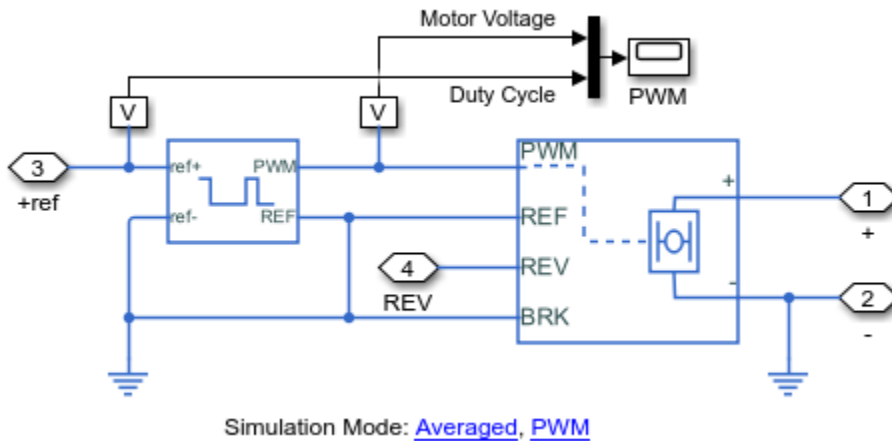 Motor Voltage
Duty Cycle
PWM
V
V
3
+ref
ref+
PWM
ref-
REF
4
REV
PWM
REF
REV
BRK
+
-
1
+
2
-
Simulation Mode: Averaged, PWM